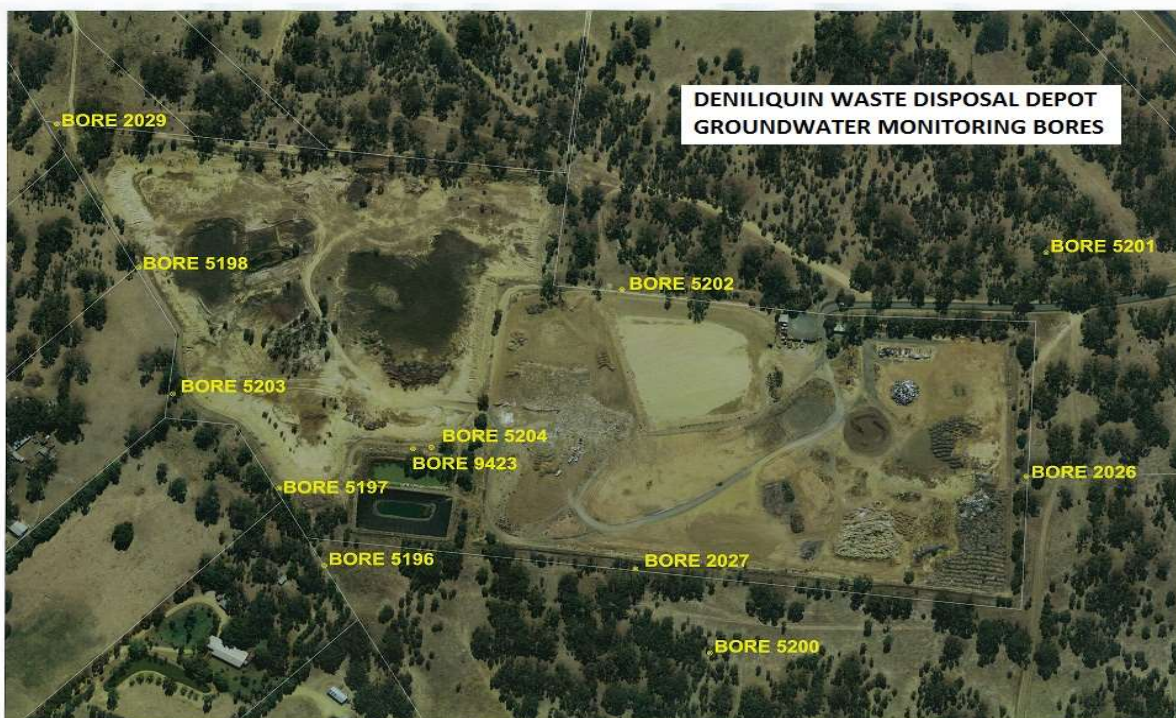 DENILIQUIN WASTE DISPOSAL DEPOT
GROUNDWATER MONITORING BORES
BORE 2029
BORE 5201
BORE 5198
BORE 5202
BORE 5203
BORE 5204
BORE 9423
BORE 2026
BORE 5197
BORE 5196
BORE 2027
BORE 5200